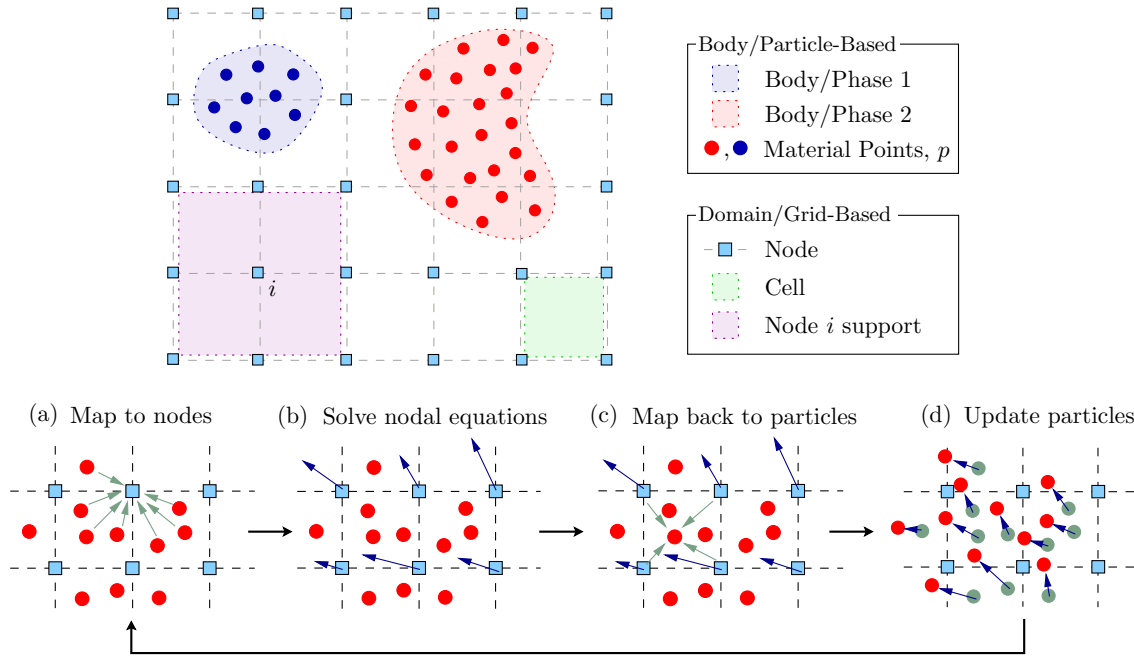 Body/Particle-Based
Body/Phase 1
Body/Phase 2
, Material Points, p
Domain/Grid-Based
Node
Cell
Node i support
i
(a) Map to nodes
(b) Solve nodal equations
(c) Map back to particles
(d) Update particles